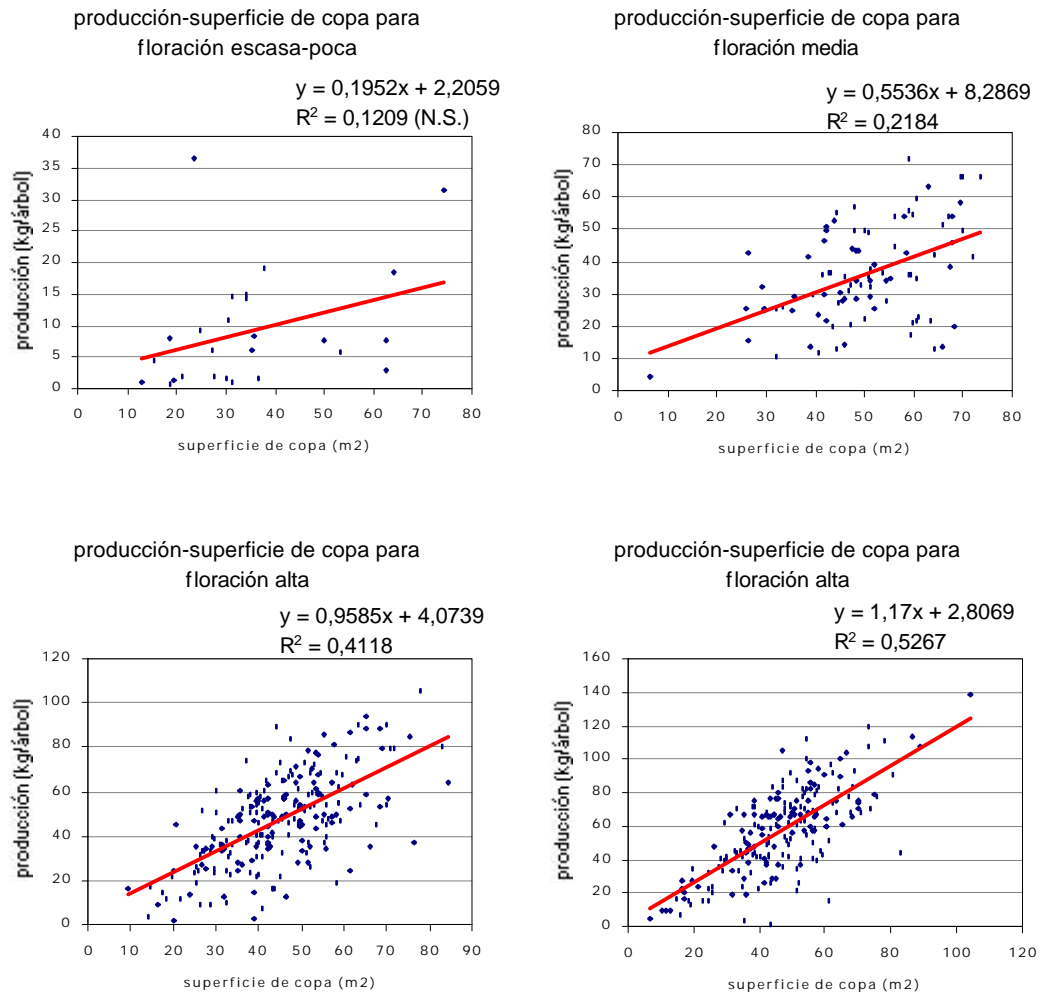 producción-superficie de copa para
floración escasa-poca
y = 0,1952x + 2,2059
R² = 0,1209 (N.S.)
40
35
30
25
20
15
10
5
0
producción (kg/árbol)
0 10 20 30 40 50 60 70 80
superficie de copa (m2)
producción-superficie de copa para
floración media
y = 0,5536x + 8,2869
R² = 0,2184
80
70
60
50
40
30
20
10
0
producción (kg/árbol)
0 10 20 30 40 50 60 70 80
superficie de copa (m2)
producción-superficie de copa para
floración alta
y = 0,9585x + 4,0739
R² = 0,4118
120
100
80
60
40
20
0
producción (kg/árbol)
0 10 20 30 40 50 60 70 80 90
superficie de copa (m2)
producción-superficie de copa para
floración alta
y = 1,17x + 2,8069
R² = 0,5267
160
140
120
100
80
60
40
20
0
producción (kg/árbol)
0 20 40 60 80 100 120
superficie de copa (m2)